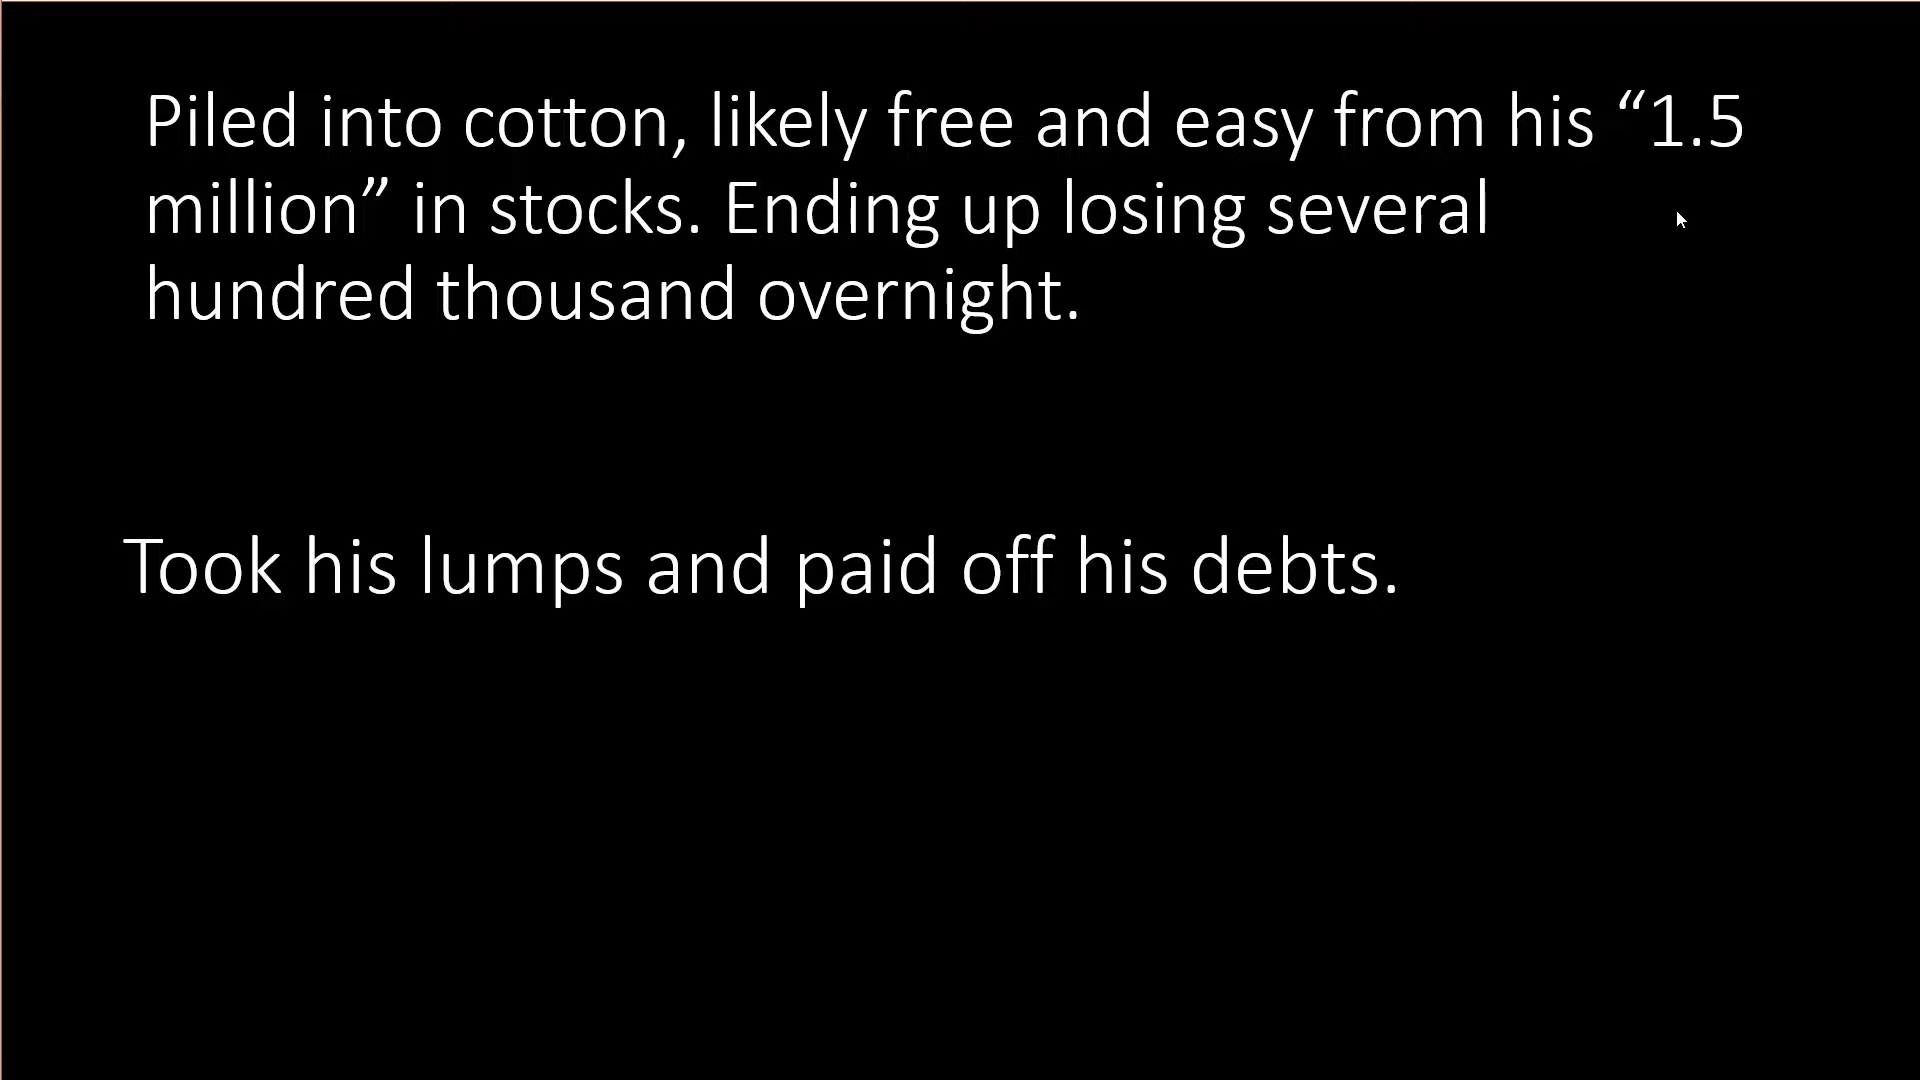 Piled into cotton, likely free and easy from his “1.5
million” in stocks. Ending up losing several
hundred thousand overnight.
Took his lumps and paid off his debts.